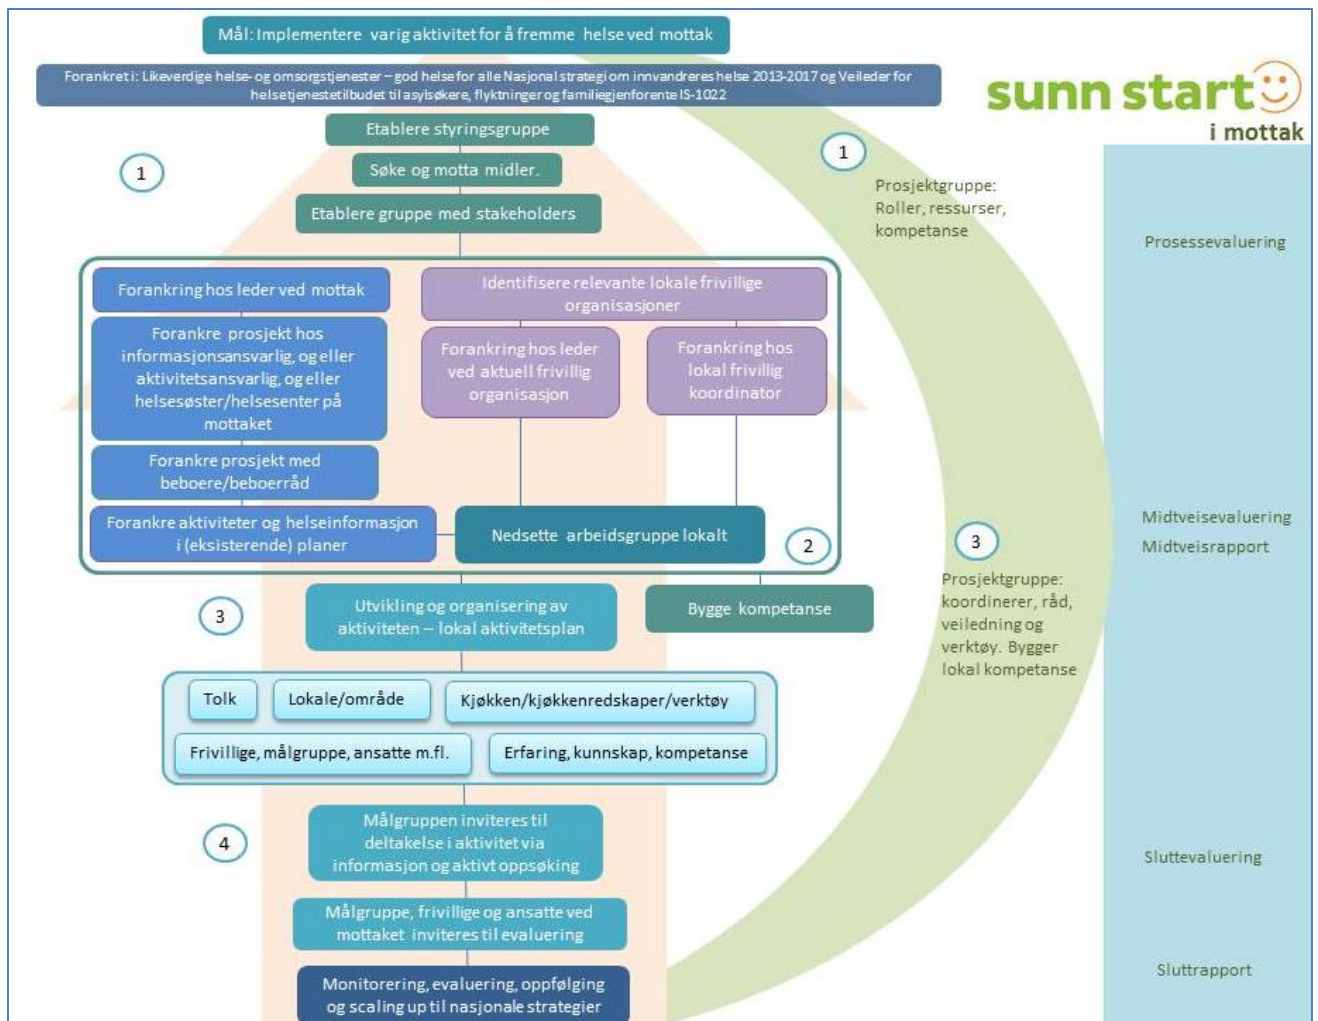 Mål: Implementere varig aktivitet for å fremme helse ved mottak
Forankret i: Likeverdige helse- og omsorgstjenester – god helse for alle Nasjonal strategi om innvandreres helse 2013-2017 og Veileder for
helsetjenestetilbudet til asylsøkere, flyktninger og familiegjenforente IS-1022
sunn start
i mottak
Etablere styringsgruppe
1
Søke og motta midler.
Etablere gruppe med stakeholders
1
Prosjektgruppe:
Roller, ressurser,
kompetanse
Prosessevaluering
Forankring hos leder ved mottak
Forankre prosjekt hos
informasjonsansvarlig, og eller
aktivitetsansvarlig, og eller
helsesøster/helsesenter på
mottaket
Forankre prosjekt med
beboere/beboerråd
Forankre aktiviteter og helseinformasjon
i (eksisterende) planer
Identifisere relevante lokale frivillige
organisasjoner
Forankring hos leder
ved aktuell frivillig
organisasjon
Forankring hos
lokal frivillig
koordinator
Nedsette arbeidsgruppe lokalt
2
Midtveisevaluering
Midtveisrapport
3
Prosjektgruppe:
koordinerer, råd,
veiledning og
verktøy. Bygger
lokal kompetanse
3
Utvikling og organisering av
aktiviteten – lokal aktivitetsplan
Bygge kompetanse
Tolk
Lokale/område
Kjøkken/kjøkkenredskaper/verktøy
Frivillige, målgruppe, ansatte m.fl.
Erfaring, kunnskap, kompetanse
4
Målgruppen inviteres til
deltakelse i aktivitet via
informasjon og aktivt oppsøking
Sluttevaluering
Målgruppe, frivillige og ansatte ved
mottaket inviteres til evaluering
Monitorering, evaluering, oppfølging
og scaling up til nasjonale strategier
Sluttrapport